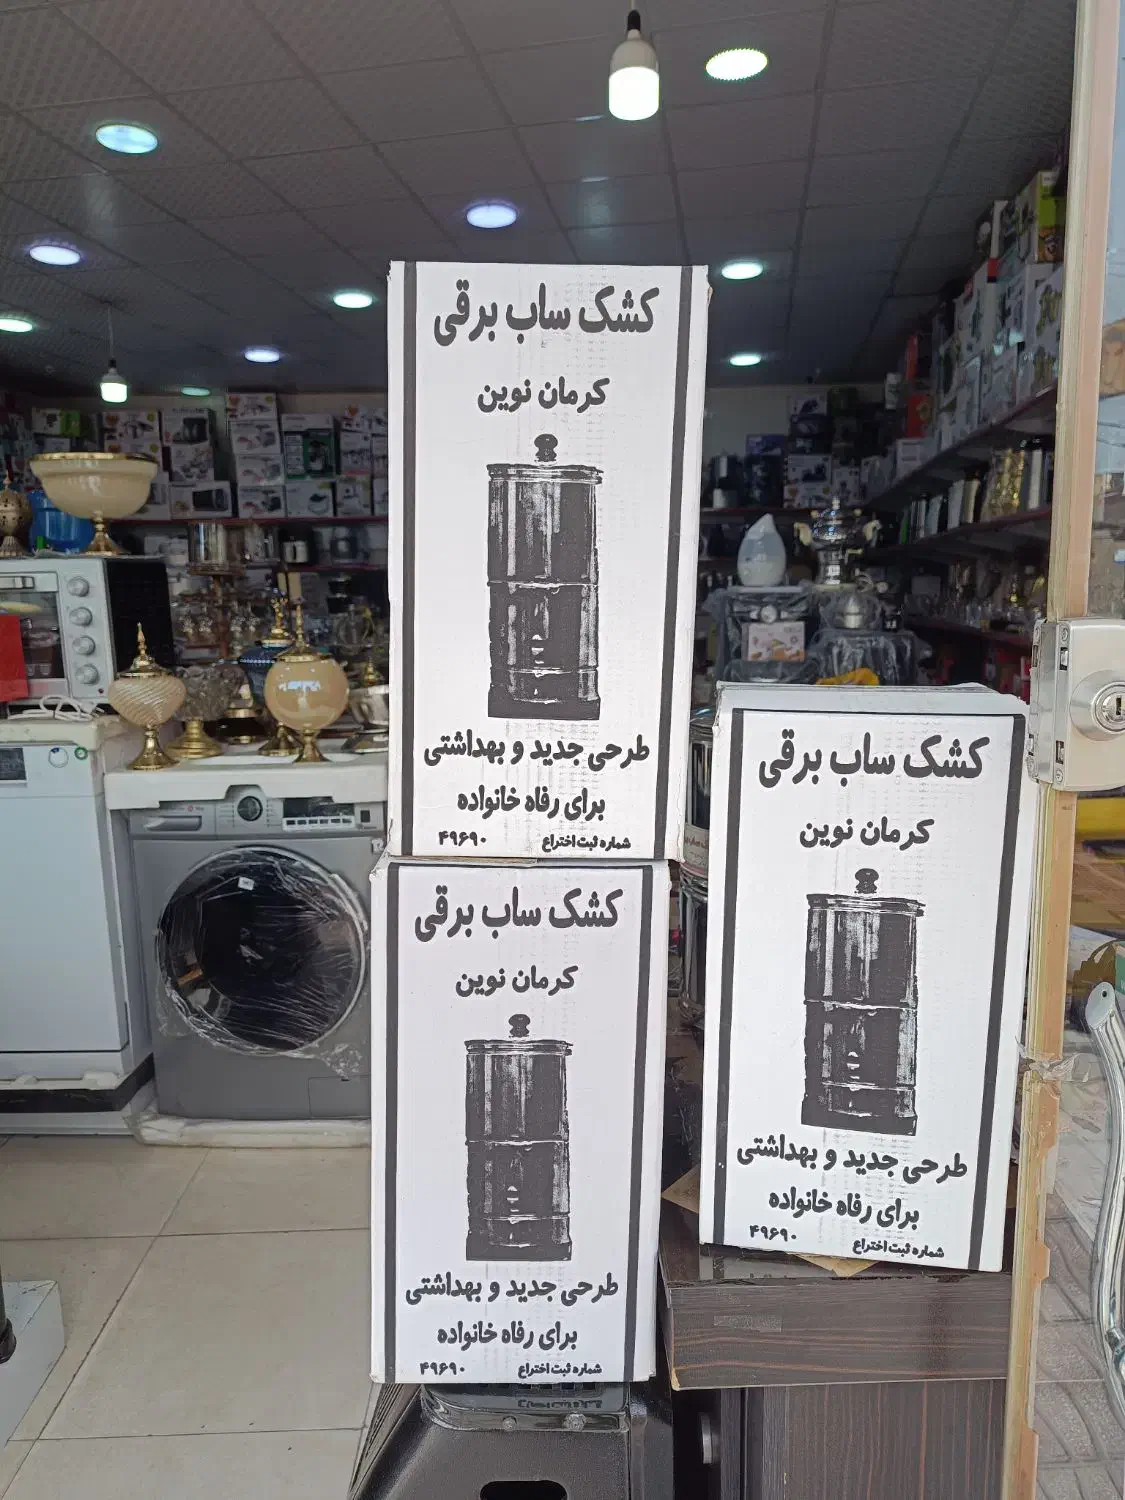 کشک ساب برقی
کرمان نوین
طرحی جدید و بهداشتی
برای رفاه خانواده
شماره ثبت اختراع ۴۹۶۹۰
کشک ساب برقی
کرمان نوین
طرحی جدید و بهداشتی
برای رفاه خانواده
شماره ثبت اختراع ۴۹۶۹۰
کشک ساب برقی
کرمان نوین
طرحی جدید و بهداشتی
برای رفاه خانواده
شماره ثبت اختراع ۴۹۶۹۰